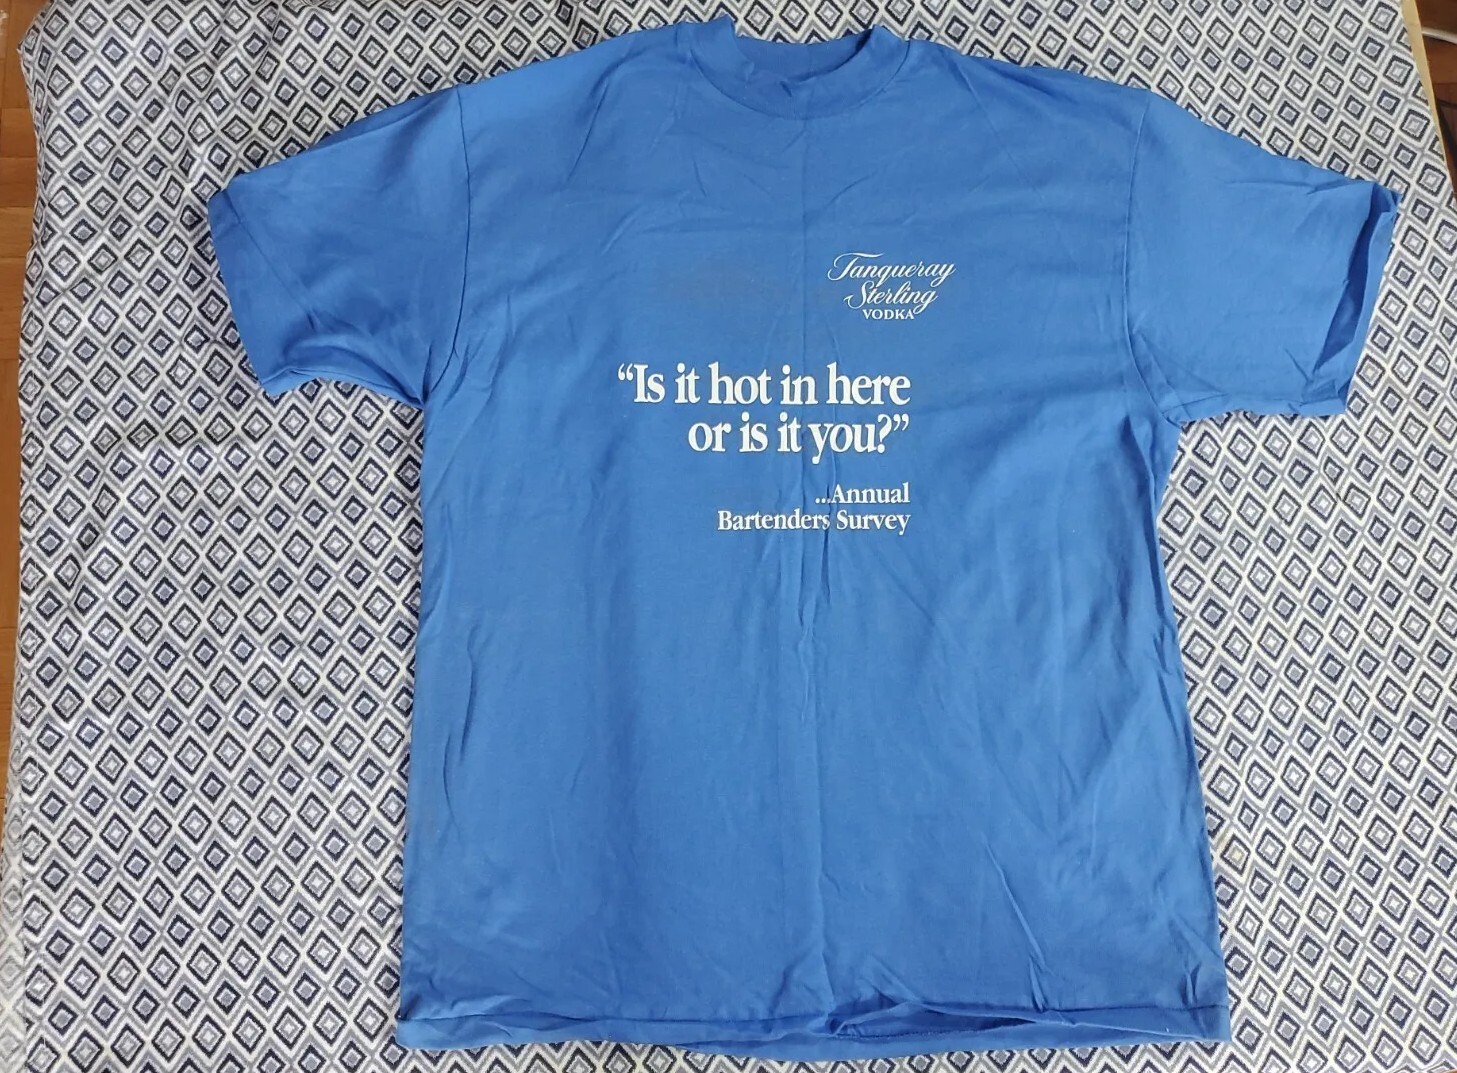 Tanqueray
Sterling
VODKA
“Is it hot in here
or is it you?”
...Annual
Bartenders Survey